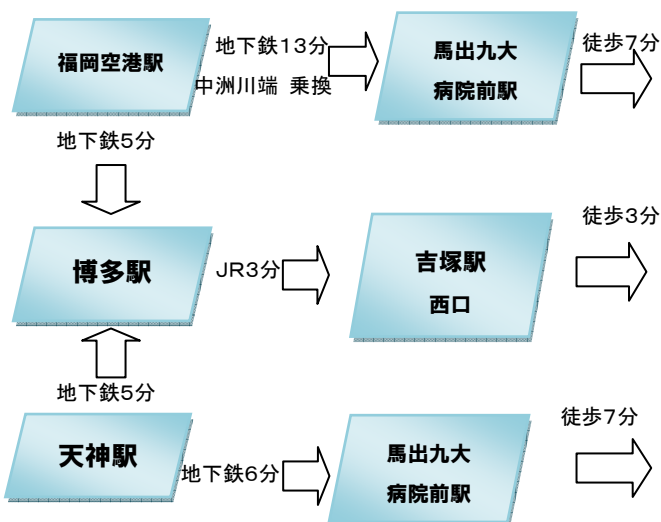 福岡空港駅
地下鉄13分
中洲川端 乗換
馬出九大
病院前駅
徒歩7分
地下鉄5分
博多駅
JR3分
吉塚駅
西口
徒歩3分
地下鉄5分
天神駅
地下鉄6分
馬出九大
病院前駅
徒歩7分